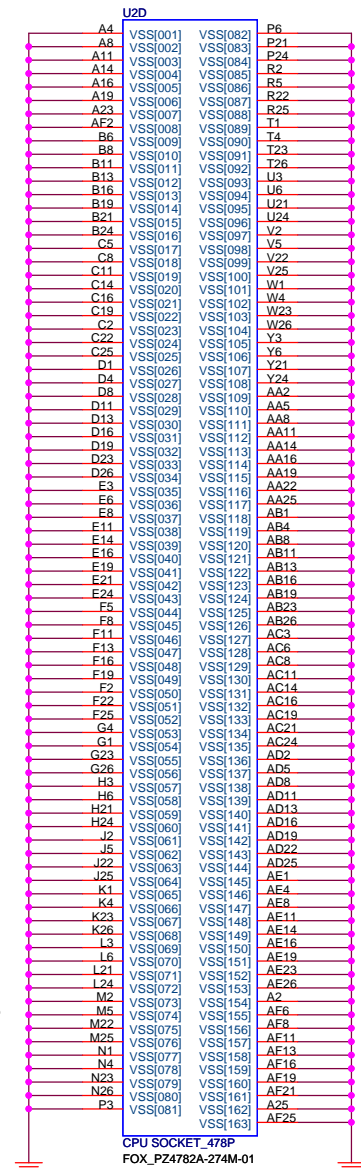 U2D
A4 VSS[001] VSS[082] P6
A8 VSS[002] VSS[083] P21
A11 VSS[003] VSS[084] P24
A14 VSS[004] VSS[085] R2
A16 VSS[005] VSS[086] R5
A19 VSS[006] VSS[087] R22
A23 VSS[007] VSS[088] R25
AF2 VSS[008] VSS[089] T1
B6 VSS[009] VSS[090] T4
B8 VSS[010] VSS[091] T23
B11 VSS[011] VSS[092] T26
B13 VSS[012] VSS[093] U3
B16 VSS[013] VSS[094] U6
B19 VSS[014] VSS[095] U21
B21 VSS[015] VSS[096] U24
B24 VSS[016] VSS[097] V2
C5 VSS[017] VSS[098] V5
C8 VSS[018] VSS[099] V22
C11 VSS[019] VSS[100] V25
C14 VSS[020] VSS[101] W1
C16 VSS[021] VSS[102] W4
C19 VSS[022] VSS[103] W23
C2 VSS[023] VSS[104] W26
C22 VSS[024] VSS[105] Y3
C25 VSS[025] VSS[106] Y6
D1 VSS[026] VSS[107] Y21
D4 VSS[027] VSS[108] Y24
D8 VSS[028] VSS[109] AA2
D11 VSS[029] VSS[110] AA5
D13 VSS[030] VSS[111] AA8
D16 VSS[031] VSS[112] AA11
D19 VSS[032] VSS[113] AA14
D23 VSS[033] VSS[114] AA16
D26 VSS[034] VSS[115] AA19
E3 VSS[035] VSS[116] AA22
E6 VSS[036] VSS[117] AA25
E8 VSS[037] VSS[118] AB1
E11 VSS[038] VSS[119] AB4
E14 VSS[039] VSS[120] AB8
E16 VSS[040] VSS[121] AB11
E19 VSS[041] VSS[122] AB13
E21 VSS[042] VSS[123] AB16
E24 VSS[043] VSS[124] AB19
F5 VSS[044] VSS[125] AB23
F8 VSS[045] VSS[126] AB26
F11 VSS[046] VSS[127] AC3
F13 VSS[047] VSS[128] AC6
F16 VSS[048] VSS[129] AC8
F19 VSS[049] VSS[130] AC11
F2 VSS[050] VSS[131] AC14
F22 VSS[051] VSS[132] AC16
F25 VSS[052] VSS[133] AC19
G4 VSS[053] VSS[134] AC21
G1 VSS[054] VSS[135] AC24
G23 VSS[055] VSS[136] AD2
G26 VSS[056] VSS[137] AD5
H3 VSS[057] VSS[138] AD8
H6 VSS[058] VSS[139] AD11
H21 VSS[059] VSS[140] AD13
H24 VSS[060] VSS[141] AD16
J2 VSS[061] VSS[142] AD19
J5 VSS[062] VSS[143] AD22
J22 VSS[063] VSS[144] AD25
J25 VSS[064] VSS[145] AE1
K1 VSS[065] VSS[146] AE4
K4 VSS[066] VSS[147] AE8
K23 VSS[067] VSS[148] AE11
K26 VSS[068] VSS[149] AE14
L3 VSS[069] VSS[150] AE16
L6 VSS[070] VSS[151] AE19
L21 VSS[071] VSS[152] AE23
L24 VSS[072] VSS[153] AE26
M2 VSS[073] VSS[154] A2
M5 VSS[074] VSS[155] AF6
M22 VSS[075] VSS[156] AF8
M25 VSS[076] VSS[157] AF11
N1 VSS[077] VSS[158] AF13
N4 VSS[078] VSS[159] AF16
N23 VSS[079] VSS[160] AF19
N26 VSS[080] VSS[161] AF21
P3 VSS[081] VSS[162] A25
VSS[163] AF25
CPU SOCKET_478P
FOX_PZ4782A-274M-01